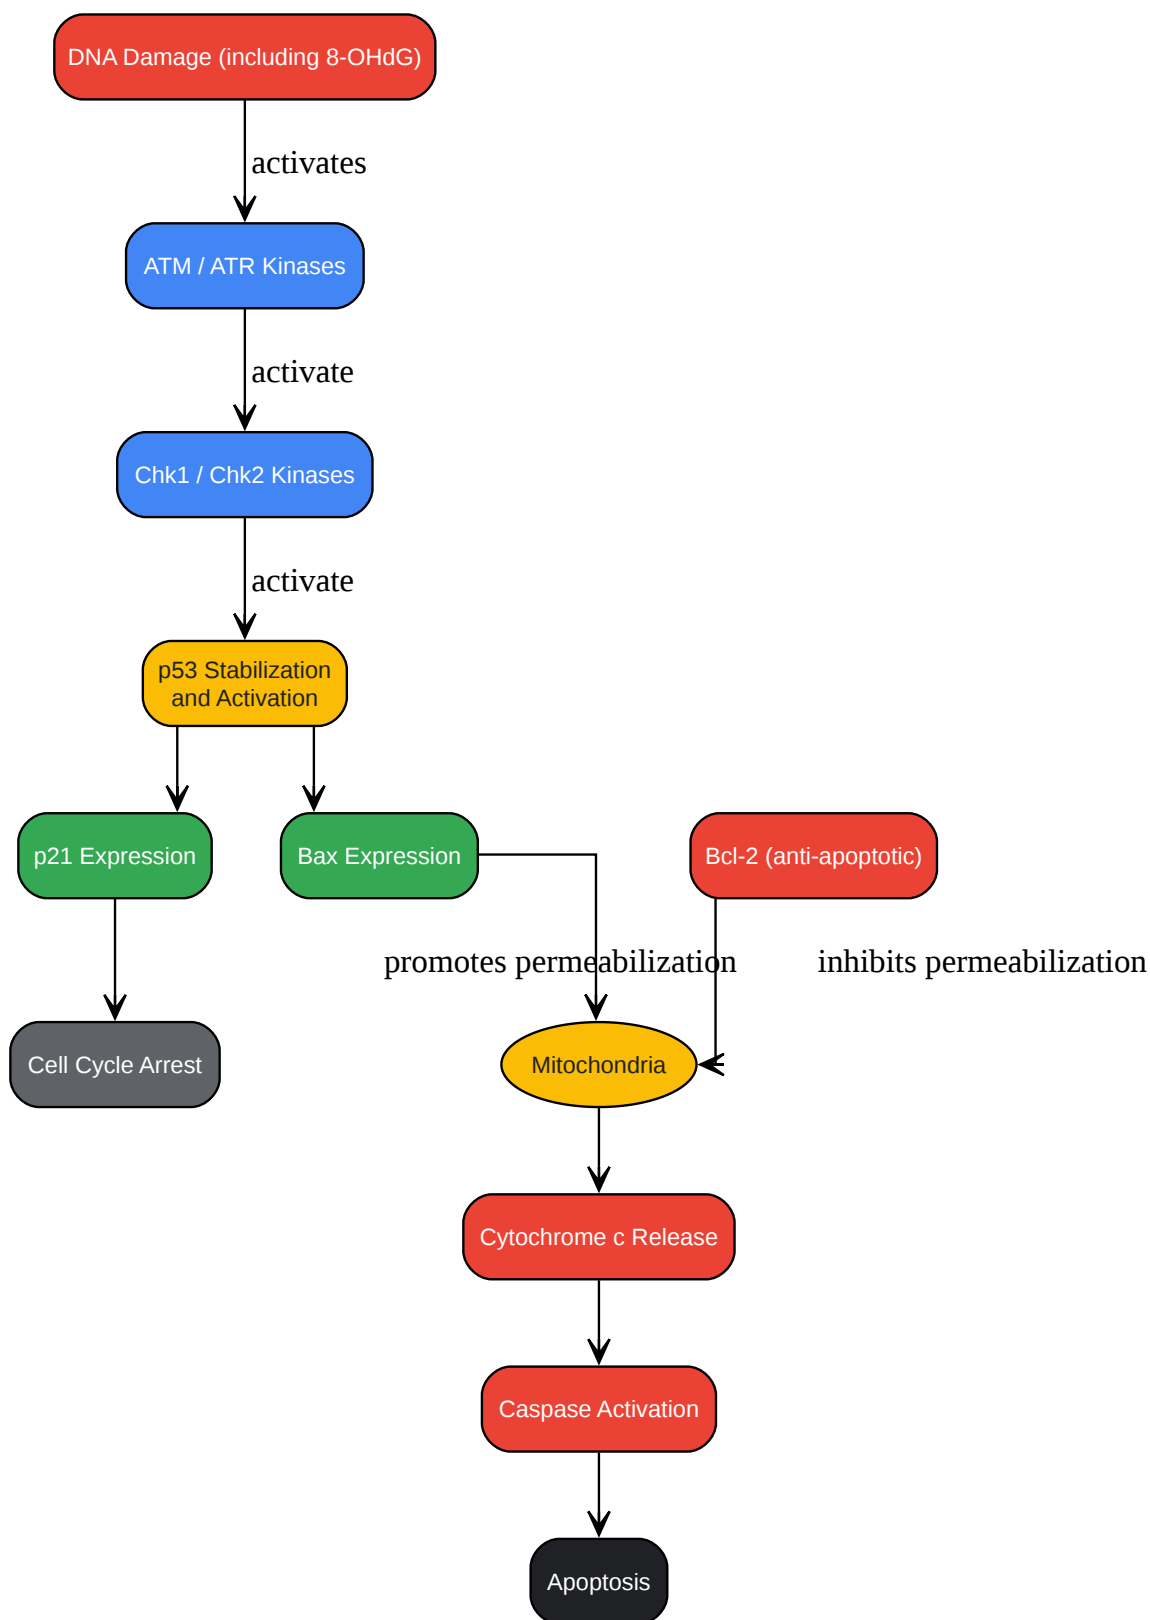 DNA Damage (including 8-OHdG)
activates
ATM / ATR Kinases
activate
Chk1 / Chk2 Kinases
activate
p53 Stabilization
and Activation
p21 Expression
Bax Expression
Bcl-2 (anti-apoptotic)
promotes permeabilization
inhibits permeabilization
Cell Cycle Arrest
Mitochondria
Cytochrome c Release
Caspase Activation
Apoptosis